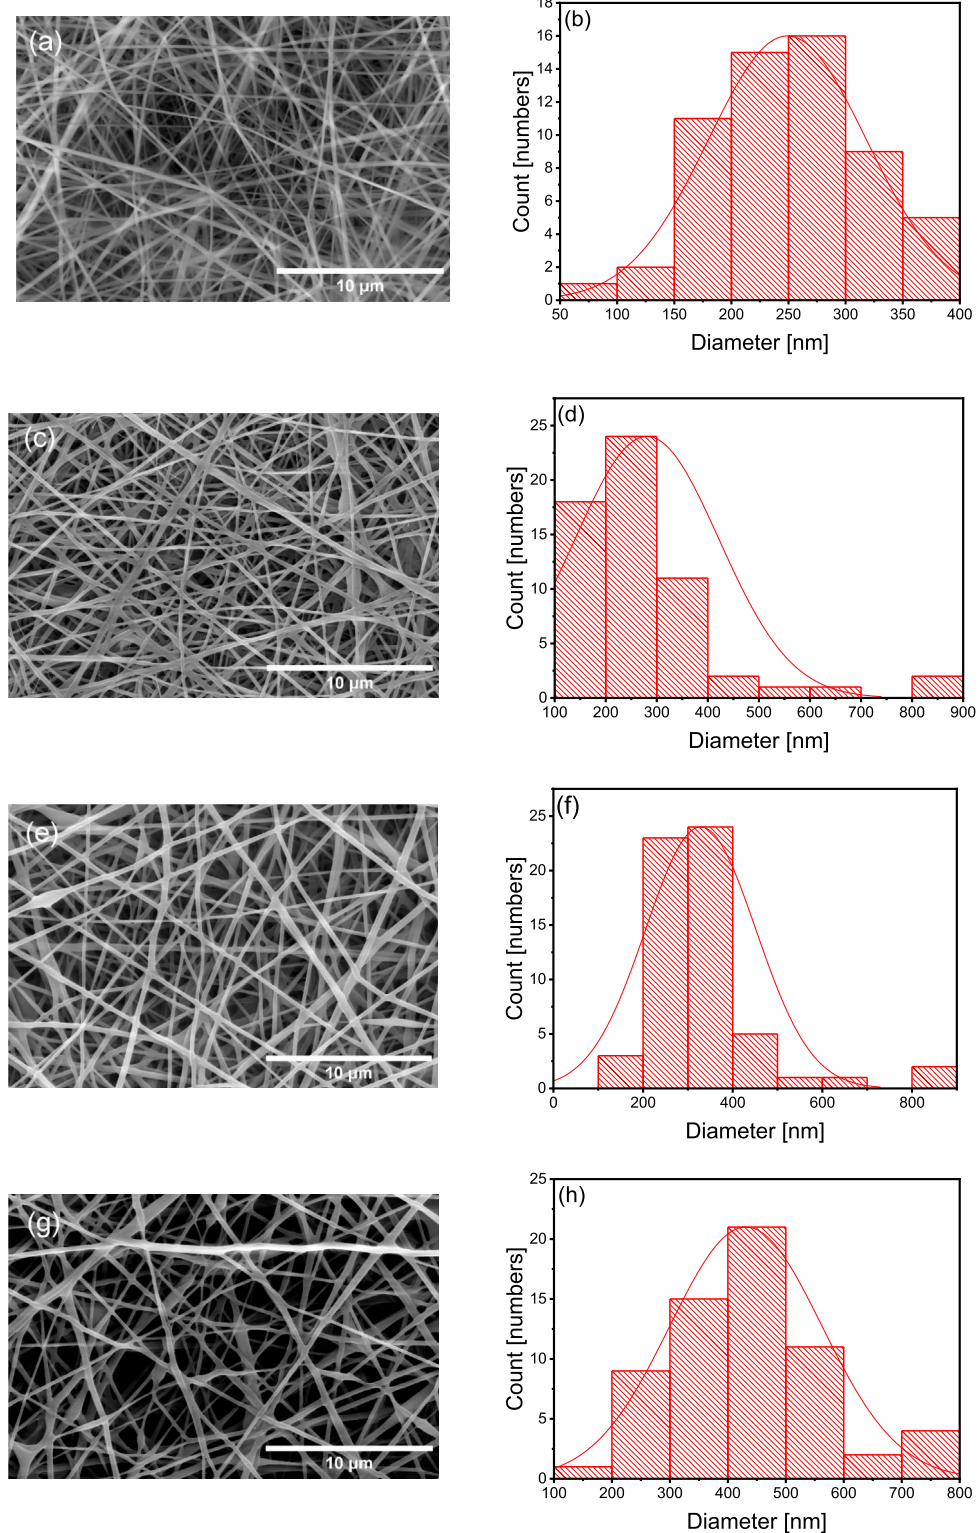 (a)
10 µm
(b)
18
16
14
12
10
8
6
4
2
0
50 100 150 200 250 300 350 400
Count [numbers]
Diameter [nm]
(c)
10 µm
(d)
25
20
15
10
5
0
100 200 300 400 500 600 700 800 900
Count [numbers]
Diameter [nm]
(e)
10 µm
(f)
25
20
15
10
5
0
0 200 400 600 800
Count [numbers]
Diameter [nm]
(g)
10 µm
(h)
25
20
15
10
5
0
100 200 300 400 500 600 700 800
Count [numbers]
Diameter [nm]